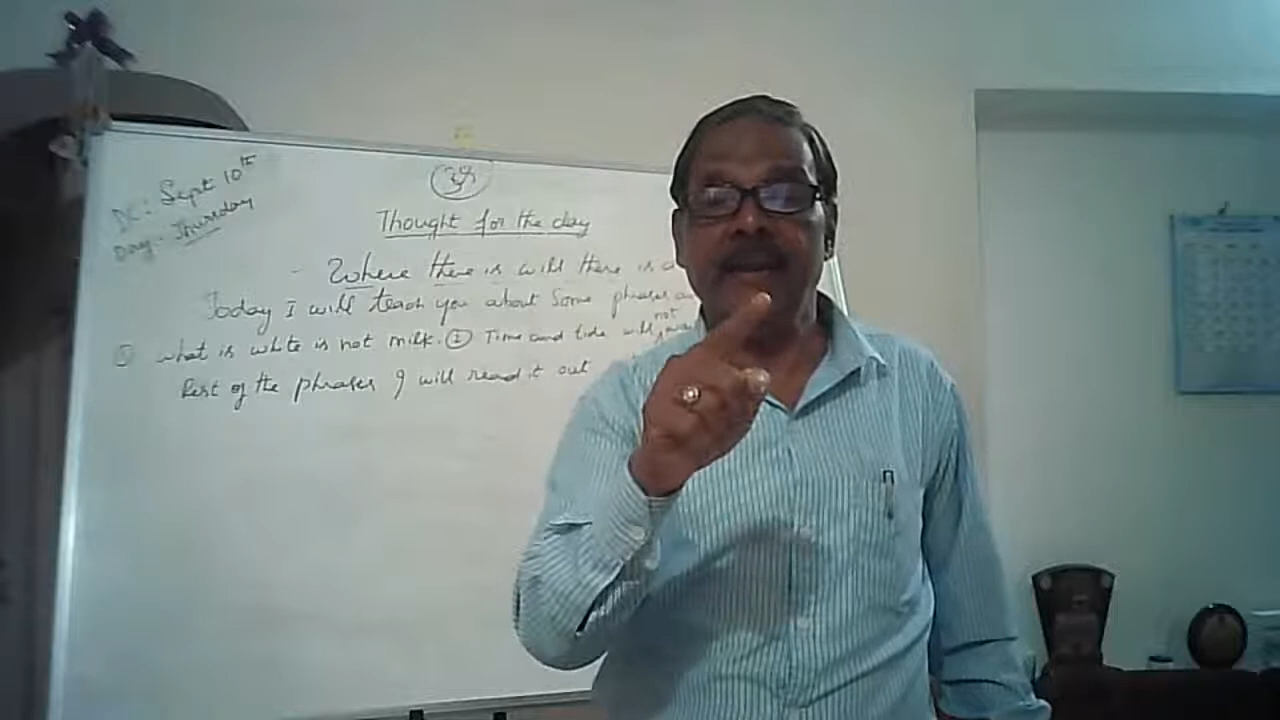 Dt: Sept 10th
Day - Thursday
Thought for the day
- Where there is will there is a
Today I will teach you about some phrases
① what is white is not milk. ② Time and tide will not
Rest of the phrases I will read it out